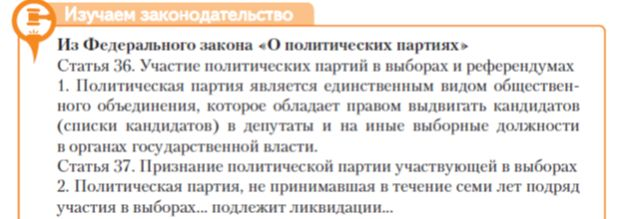 Изучаем законодательство
Из Федерального закона «О политических партиях»
Статья 36. Участие политических партий в выборах и референдумах
1. Политическая партия является единственным видом обществен-
ного объединения, которое обладает правом выдвигать кандидатов
(списки кандидатов) в депутаты и на иные выборные должности
в органах государственной власти.
Статья 37. Признание политической партии участвующей в выборах
2. Политическая партия, не принимавшая в течение семи лет подряд
участия в выборах... подлежит ликвидации...